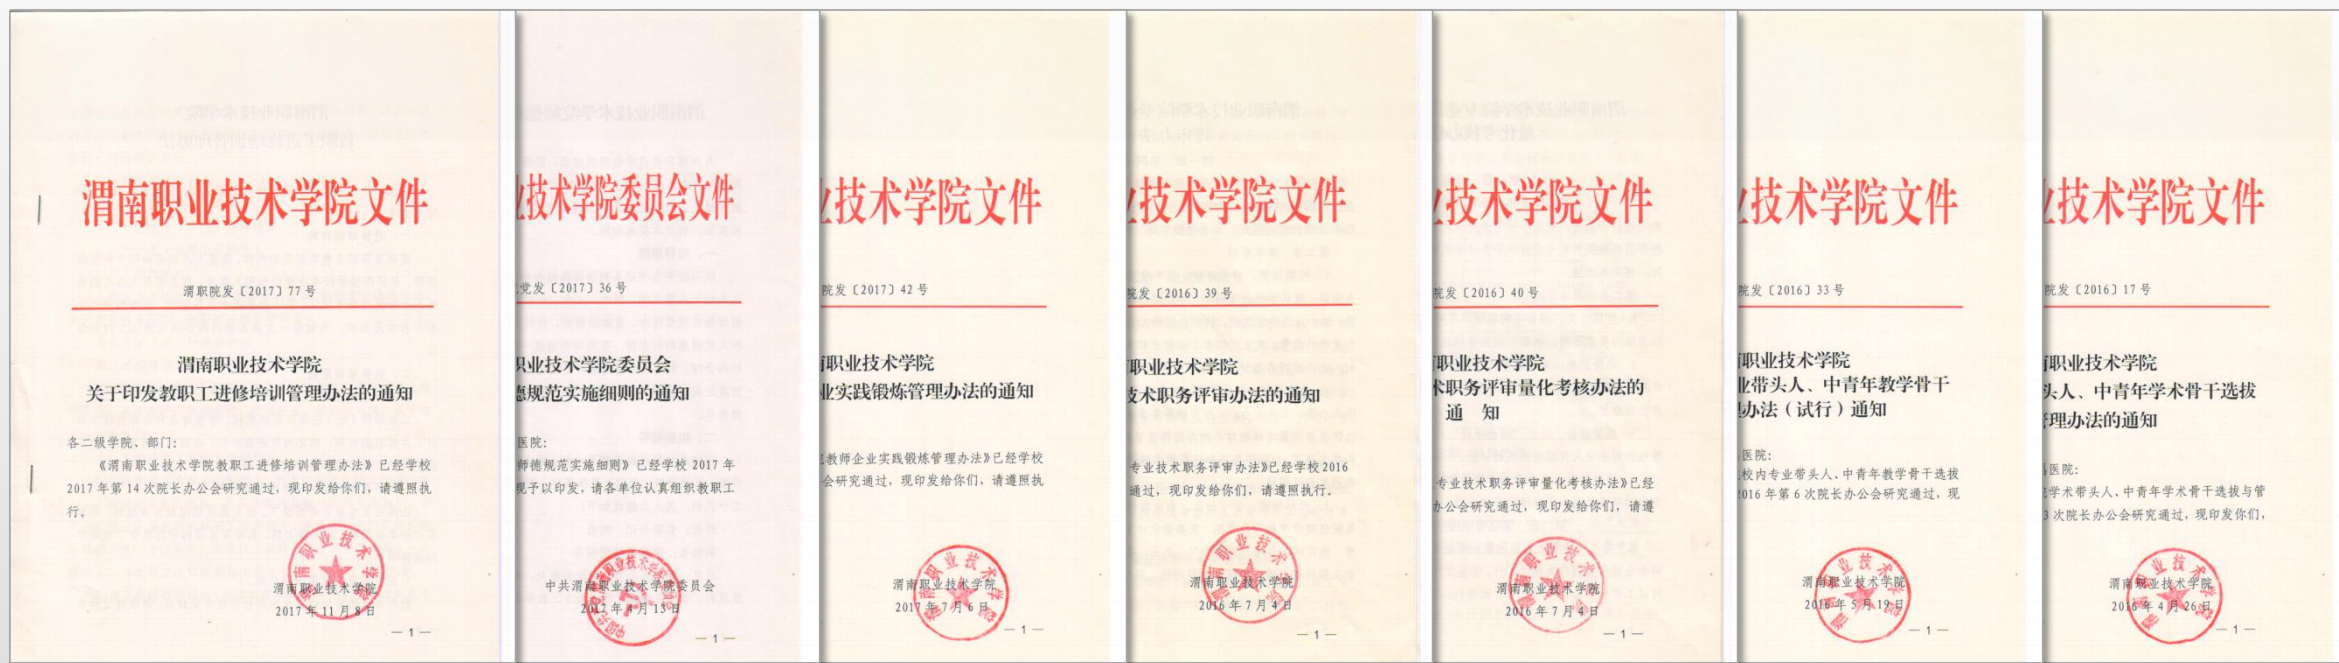 渭南职业技术学院文件
渭职院发〔2017〕77号
渭南职业技术学院
关于印发教职工进修培训管理办法的通知
各二级学院、部门:
《渭南职业技术学院教职工进修培训管理办法》已经学校
2017年第14次院长办公会研究通过，现印发给你们，请遵照执
行。
渭南职业技术学院
2017年11月8日
—1—
业技术学院委员会文件
党发〔2017〕36号
职业技术学院委员会
德规范实施细则的通知
医院:
师德规范实施细则》已经学校2017年
现予以印发，请各单位认真组织教职工
中共渭南职业技术学院委员会
月13日
—1—
业技术学院文件
院发〔2017〕42号
职业技术学院
业实践锻炼管理办法的通知
教师企业实践锻炼管理办法》已经学校
会研究通过，现印发给你们，请遵照执
渭南职业技术学院
2017年7月6日
—1—
业技术学院文件
院发〔2016〕39号
职业技术学院
技术职务评审办法的通知
专业技术职务评审办法》已经学校2016
通过，现印发给你们，请遵照执行。
渭南职业技术学院
2016年7月4日
—1—
业技术学院文件
院发〔2016〕40号
职业技术学院
术职务评审量化考核办法的
通 知
专业技术职务评审量化考核办法》已经
办公会研究通过，现印发给你们，请遵
渭南职业技术学院
2016年7月4日
—1—
业技术学院文件
院发〔2016〕33号
职业技术学院
业带头人、中青年教学骨干
办法（试行）通知
医院:
校内专业带头人、中青年教学骨干选拔
2016年第6次院长办公会研究通过，现
渭南职业技术学院
2016年5月19日
—1—
业技术学院文件
院发〔2016〕17号
职业技术学院
头人、中青年学术骨干选拔
管理办法的通知
医院:
学术带头人、中青年学术骨干选拔与管
3次院长办公会研究通过，现印发你们，
渭南职业技术学院
2016年4月26日
—1—